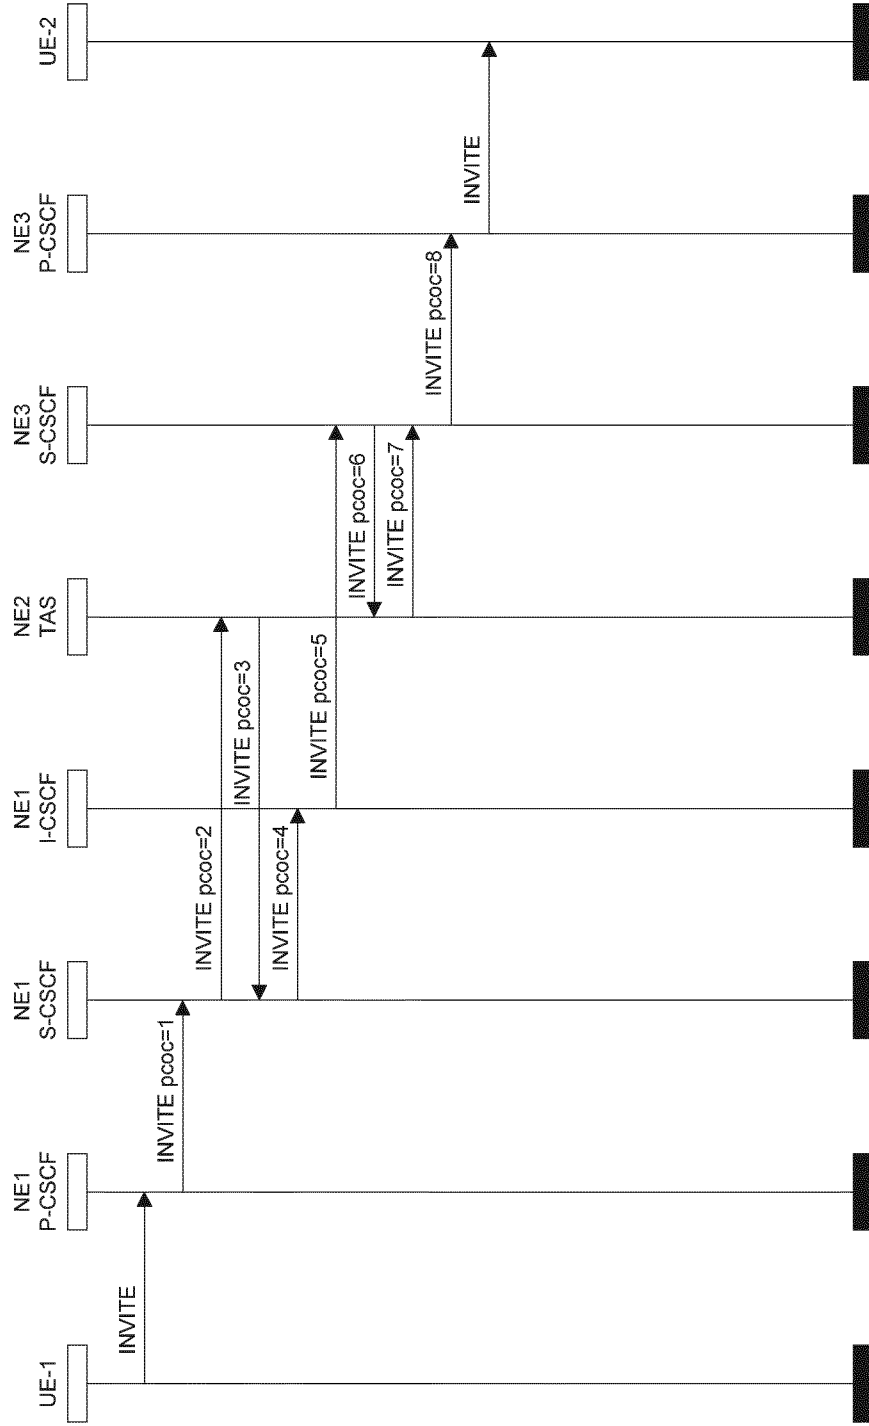 UE-1
NE1
P-CSCF
NE1
S-CSCF
NE1
I-CSCF
NE2
TAS
NE3
S-CSCF
NE3
P-CSCF
UE-2
INVITE
INVITE pcoc=1
INVITE pcoc=2
INVITE pcoc=3
INVITE pcoc=4
INVITE pcoc=5
INVITE pcoc=6
INVITE pcoc=7
INVITE pcoc=8
INVITE